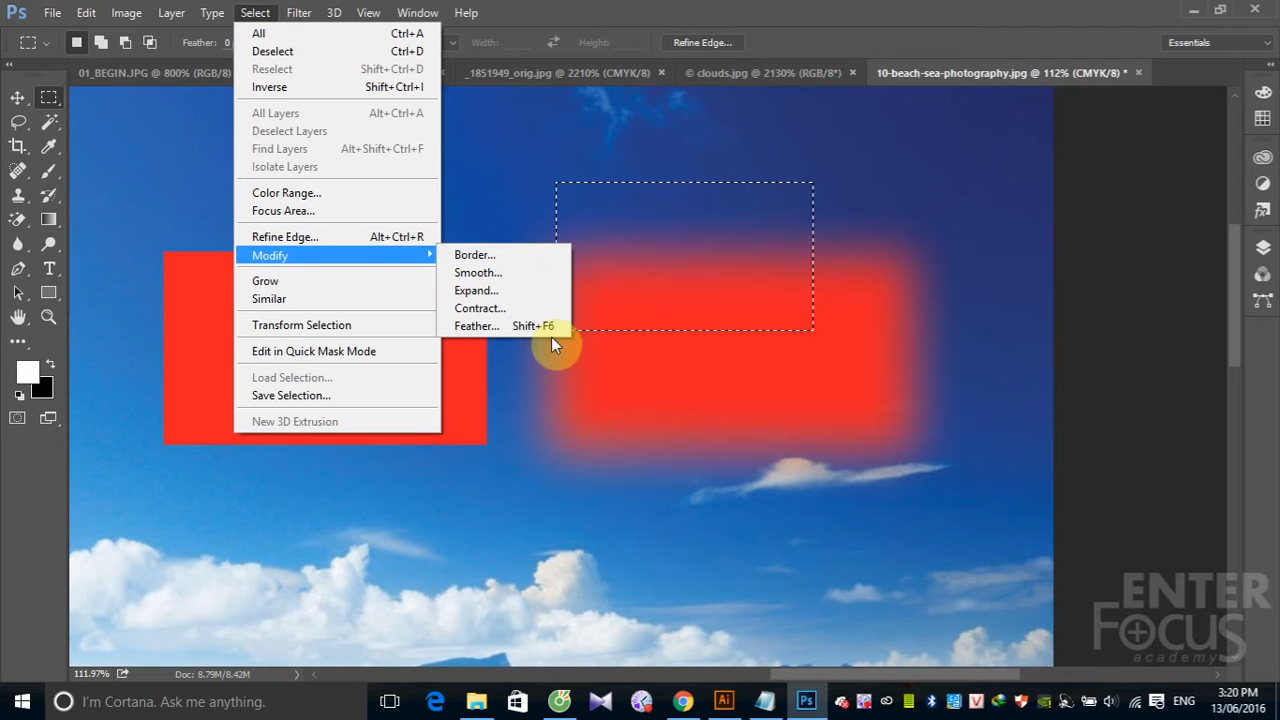 Ps File Edit Image Layer Type Select Filter 3D View Window Help
Feather: 0 Width: Height: Refine Edge... Essentials
01_BEGIN.JPG @ 800% (RGB/8) _1851949_orig.jpg @ 2210% (CMYK/8) × © clouds.jpg @ 2130% (RGB/8*) × 10-beach-sea-photography.jpg @ 112% (CMYK/8) * ×
All Ctrl+A
Deselect Ctrl+D
Reselect Shift+Ctrl+D
Inverse Shift+Ctrl+I
All Layers Alt+Ctrl+A
Deselect Layers
Find Layers Alt+Shift+Ctrl+F
Isolate Layers
Color Range...
Focus Area...
Refine Edge... Alt+Ctrl+R
Modify
Grow
Similar
Transform Selection
Edit in Quick Mask Mode
Load Selection...
Save Selection...
New 3D Extrusion
Border...
Smooth...
Expand...
Contract...
Feather... Shift+F6
ENTER
FOCUS
academy
111.97% Doc: 8.79M/8.42M
I'm Cortana. Ask me anything.
Ai Ps
ENG
3:20 PM
13/06/2016